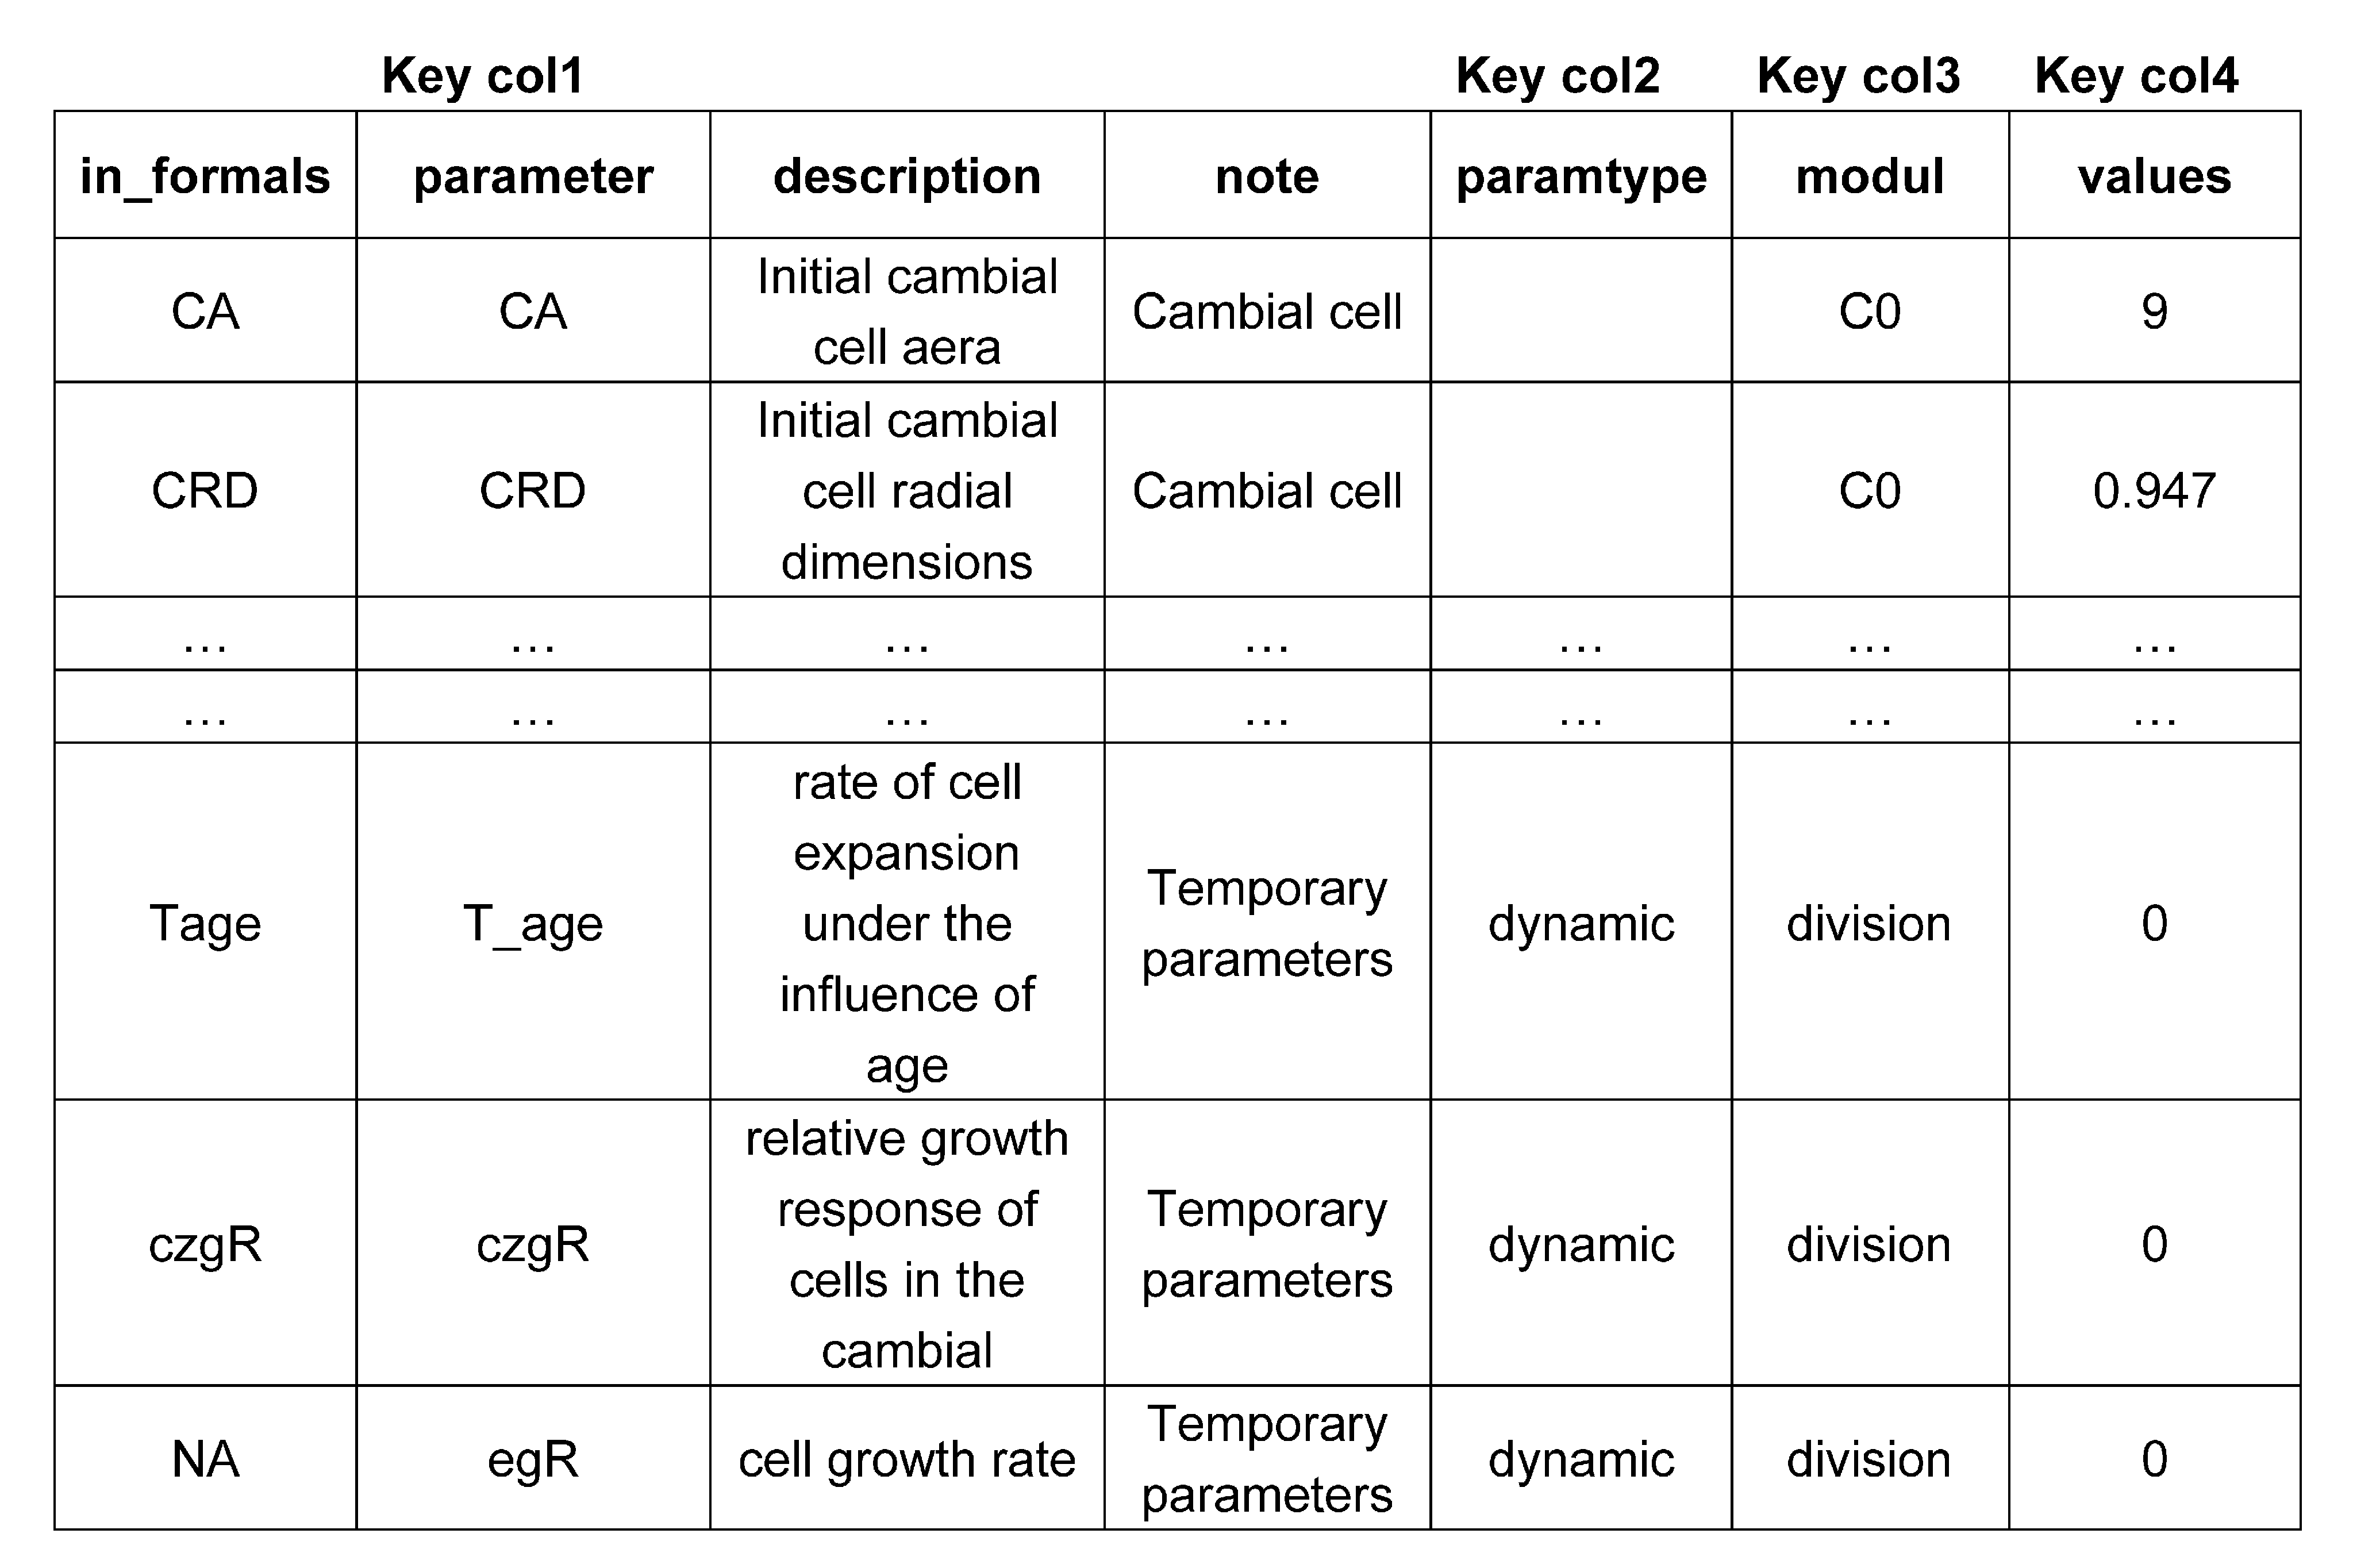 Key col1 Key col2 Key col3 Key col4
in_formals parameter description note paramtype modul values
CA CA Initial cambial cell aera Cambial cell C0 9
CRD CRD Initial cambial cell radial dimensions Cambial cell C0 0.947
… … … … … … …
… … … … … … …
Tage T_age rate of cell expansion under the influence of age Temporary parameters dynamic division 0
czgR czgR relative growth response of cells in the cambial Temporary parameters dynamic division 0
NA egR cell growth rate Temporary parameters dynamic division 0